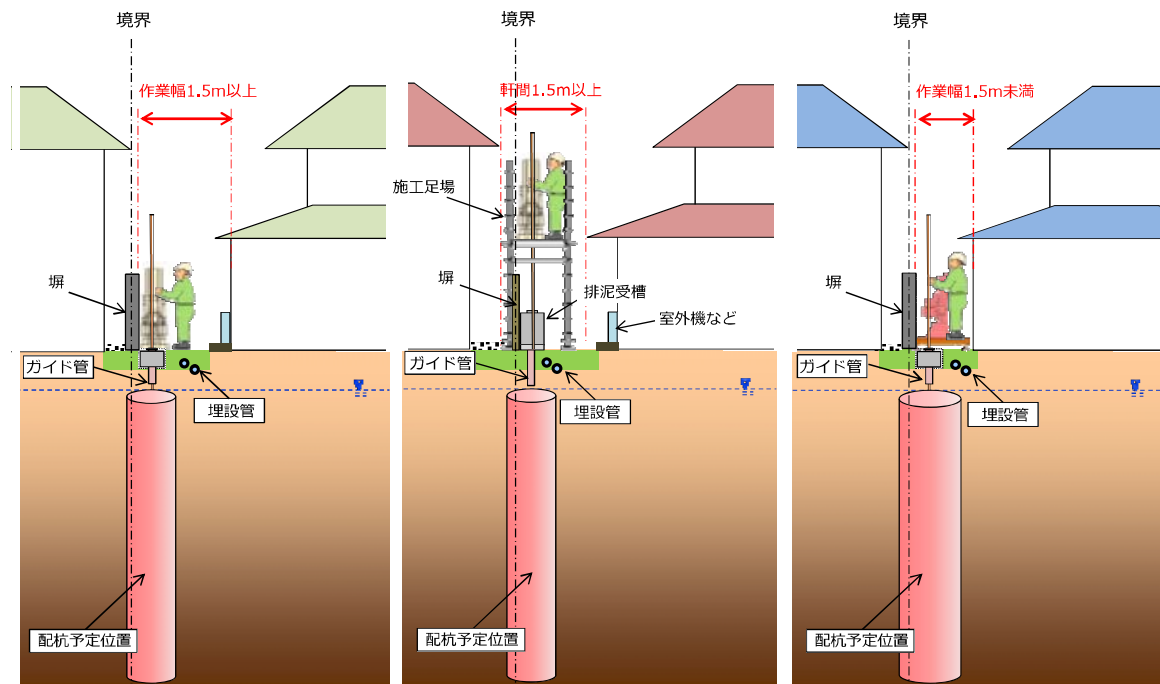 境界
作業幅1.5m以上
塀
ガイド管
埋設管
配杭予定位置
境界
軒間1.5m以上
施工足場
塀
排泥受槽
室外機など
ガイド管
埋設管
配杭予定位置
境界
作業幅1.5m未満
塀
ガイド管
埋設管
配杭予定位置